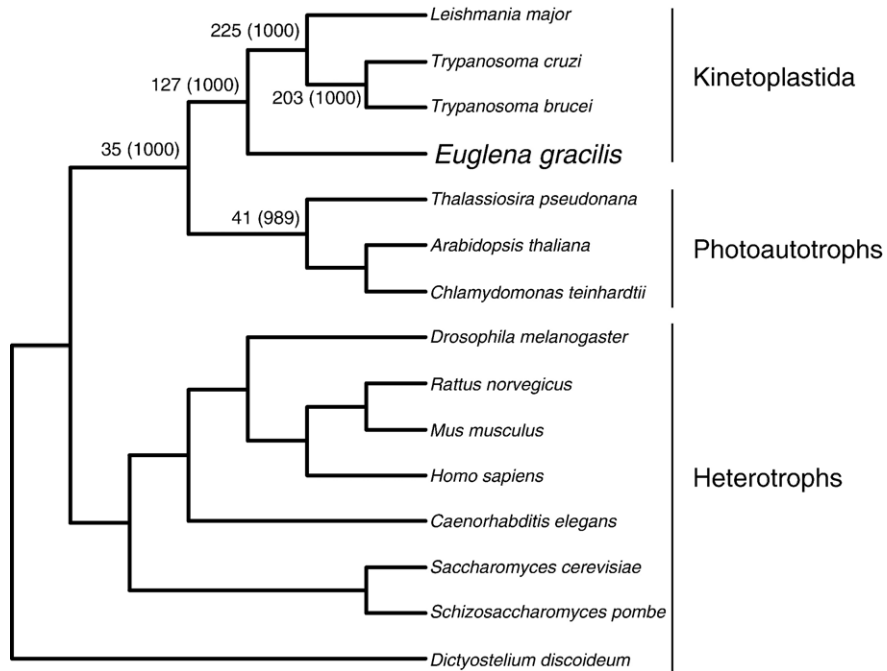 225 (1000)
Leishmania major
Trypanosoma cruzi
127 (1000)
203 (1000)
Trypanosoma brucei
Kinetoplastida
35 (1000)
Euglena gracilis
41 (989)
Thalassiosira pseudonana
Arabidopsis thaliana
Photoautotrophs
Chlamydomonas teinhardtii
Drosophila melanogaster
Rattus norvegicus
Mus musculus
Homo sapiens
Heterotrophs
Caenorhabditis elegans
Saccharomyces cerevisiae
Schizosaccharomyces pombe
Dictyostelium discoideum